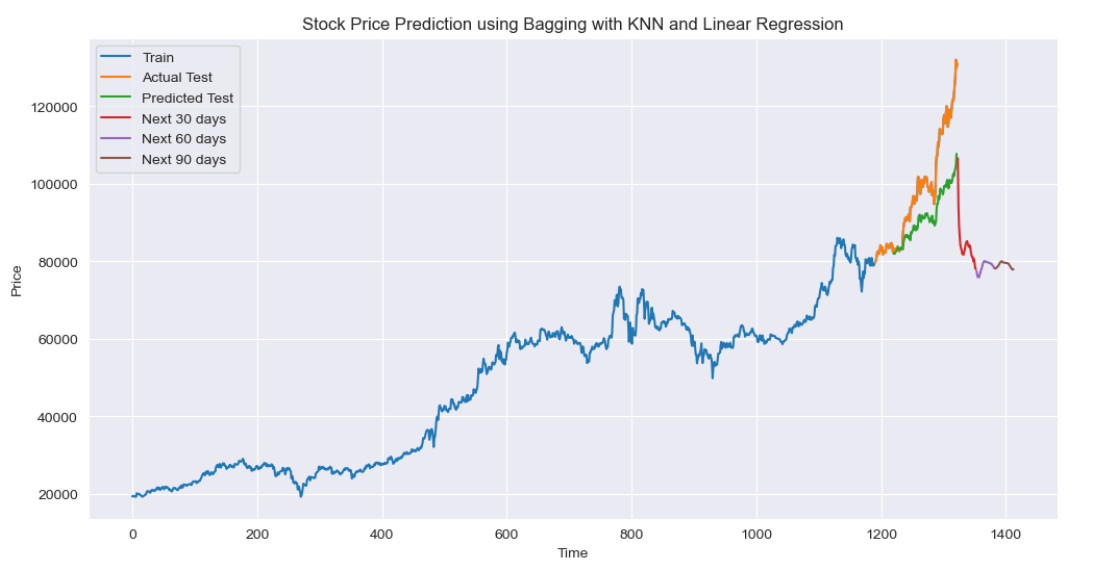 Stock Price Prediction using Bagging with KNN and Linear Regression
Train
Actual Test
Predicted Test
Next 30 days
Next 60 days
Next 90 days
120000
100000
80000
60000
40000
20000
Price
0 200 400 600 800 1000 1200 1400
Time